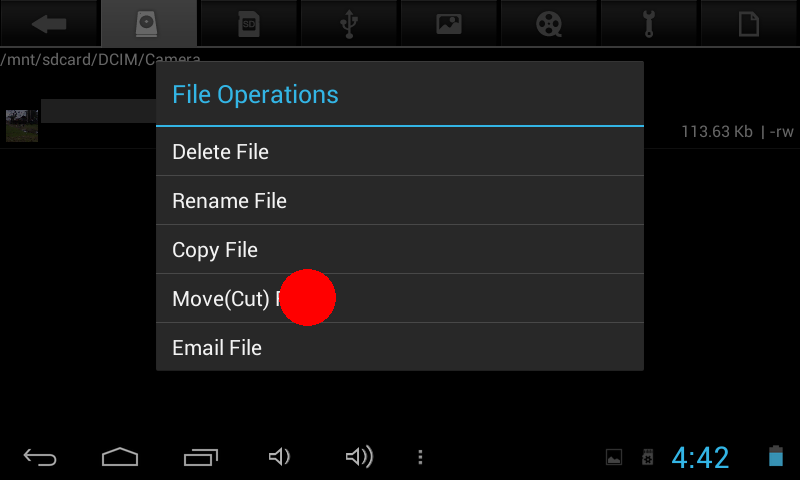 SD
/mnt/sdcard/DCIM/Camera
File Operations
113.63 Kb | -rw
Delete File
Rename File
Copy File
Move(Cut)
Email File
4:42